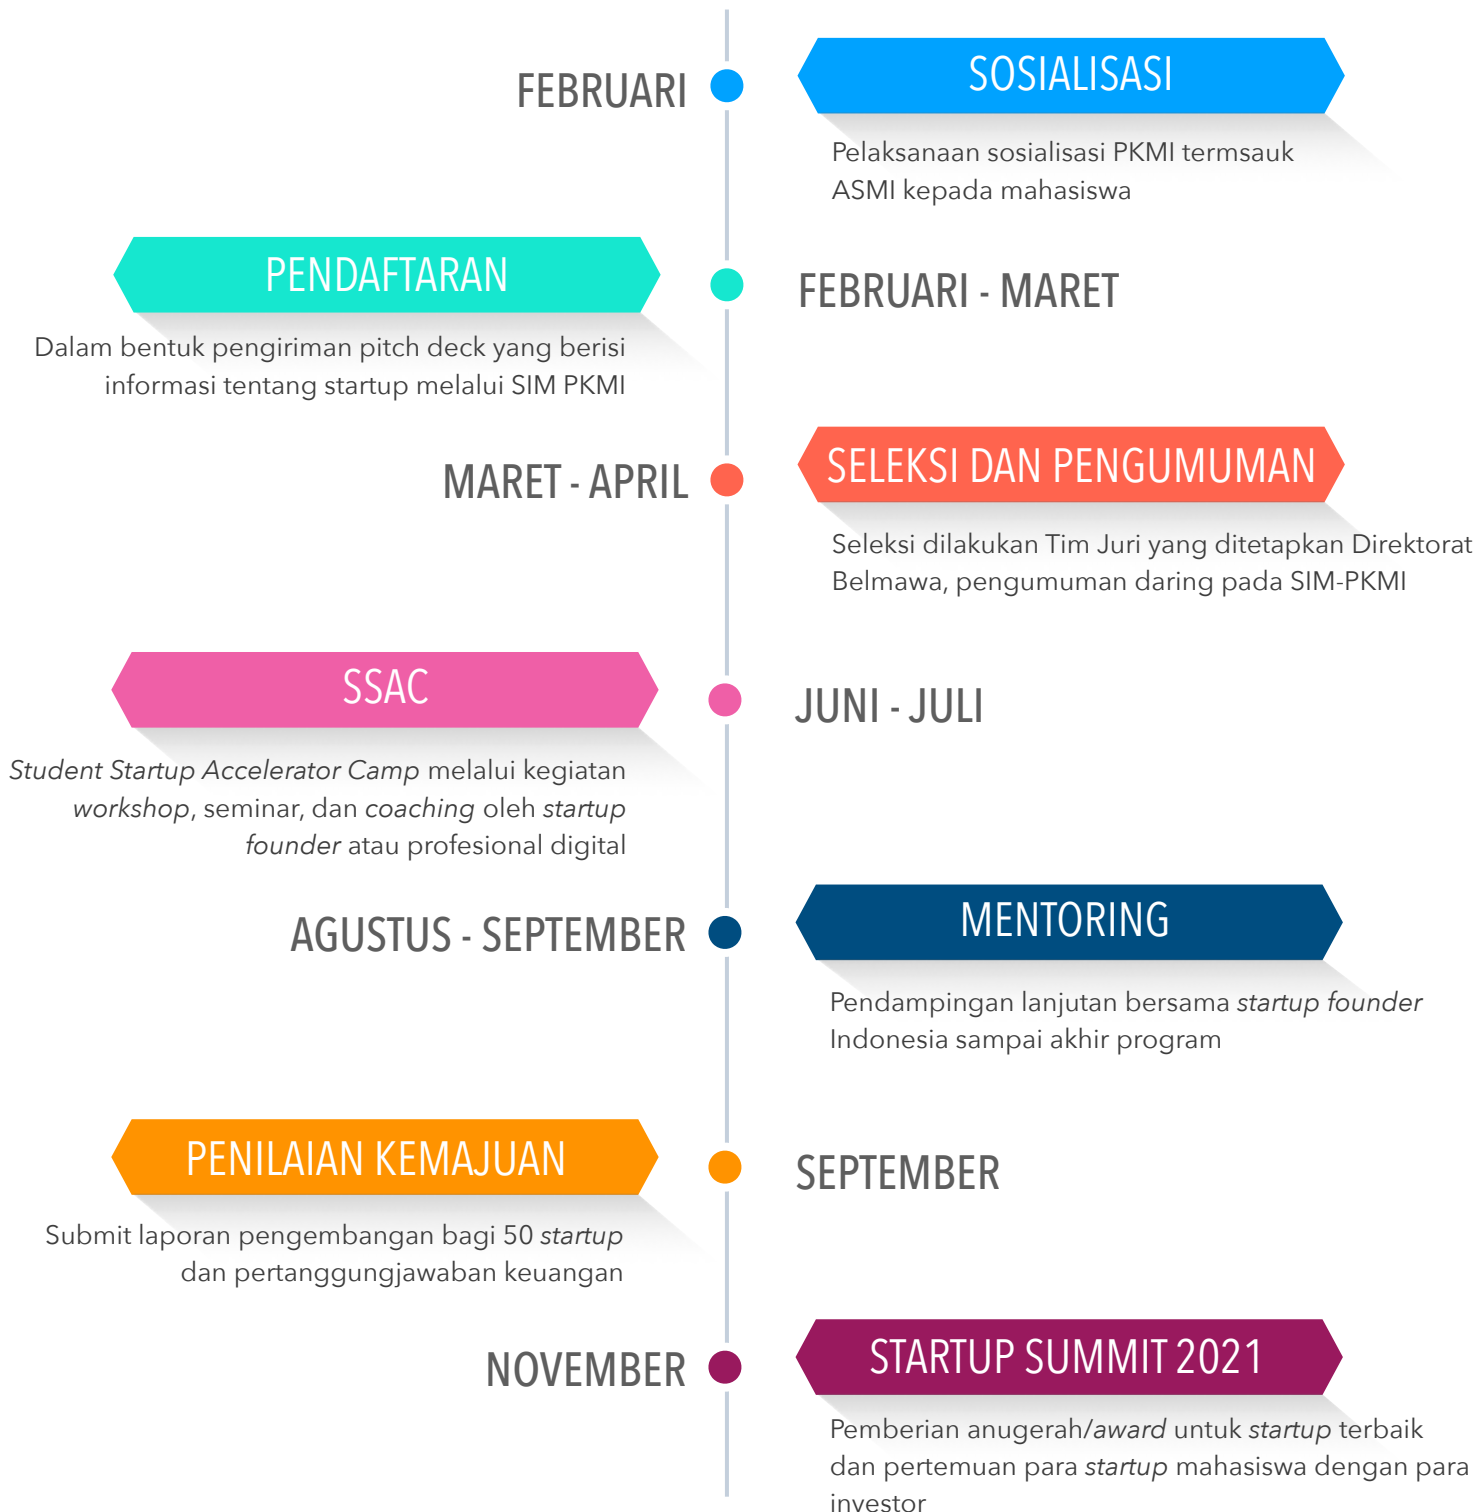 FEBRUARI
SOSIALISASI
Pelaksanaan sosialisasi PKMI termsauk
ASMI kepada mahasiswa
PENDAFTARAN
FEBRUARI - MARET
Dalam bentuk pengiriman pitch deck yang berisi
informasi tentang startup melalui SIM PKMI
MARET - APRIL
SELEKSI DAN PENGUMUMAN
Seleksi dilakukan Tim Juri yang ditetapkan Direktorat
Belmawa, pengumuman daring pada SIM-PKMI
SSAC
JUNI - JULI
Student Startup Accelerator Camp melalui kegiatan
workshop, seminar, dan coaching oleh startup
founder atau profesional digital
AGUSTUS - SEPTEMBER
MENTORING
Pendampingan lanjutan bersama startup founder
Indonesia sampai akhir program
PENILAIAN KEMAJUAN
SEPTEMBER
Submit laporan pengembangan bagi 50 startup
dan pertanggungjawaban keuangan
NOVEMBER
STARTUP SUMMIT 2021
Pemberian anugerah/award untuk startup terbaik
dan pertemuan para startup mahasiswa dengan para
investor